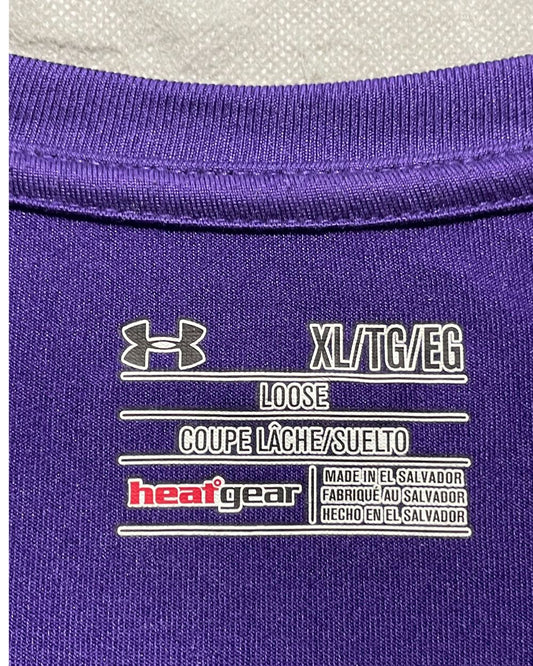 XL/TG/EG
LOOSE
COUPE LÂCHE/SUELTO
heatgear
MADE IN EL SALVADOR
FABRIQUÉ AU SALVADOR
HECHO EN EL SALVADOR